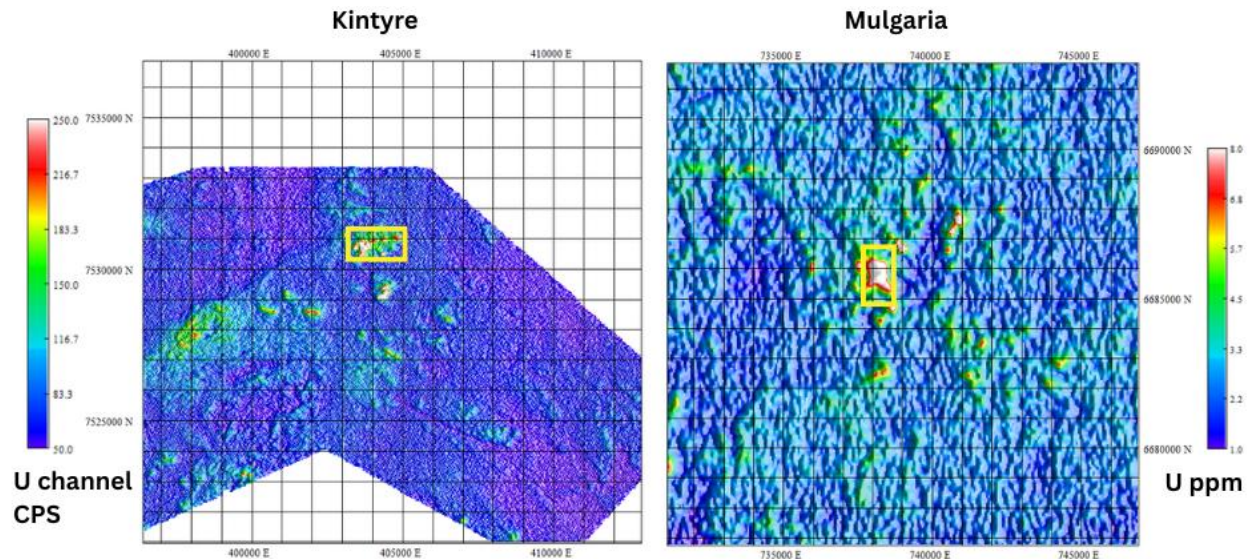 Kintyre
Mulgaria
400000 E
405000 E
410000 E
735000 E
740000 E
745000 E
250.0
216.7
183.3
150.0
116.7
83.3
50.0
7535000 N
7530000 N
7525000 N
U channel
CPS
400000 E
405000 E
410000 E
6690000 N
6685000 N
6680000 N
8.0
6.8
5.7
4.5
3.3
2.2
1.0
U ppm
735000 E
740000 E
745000 E